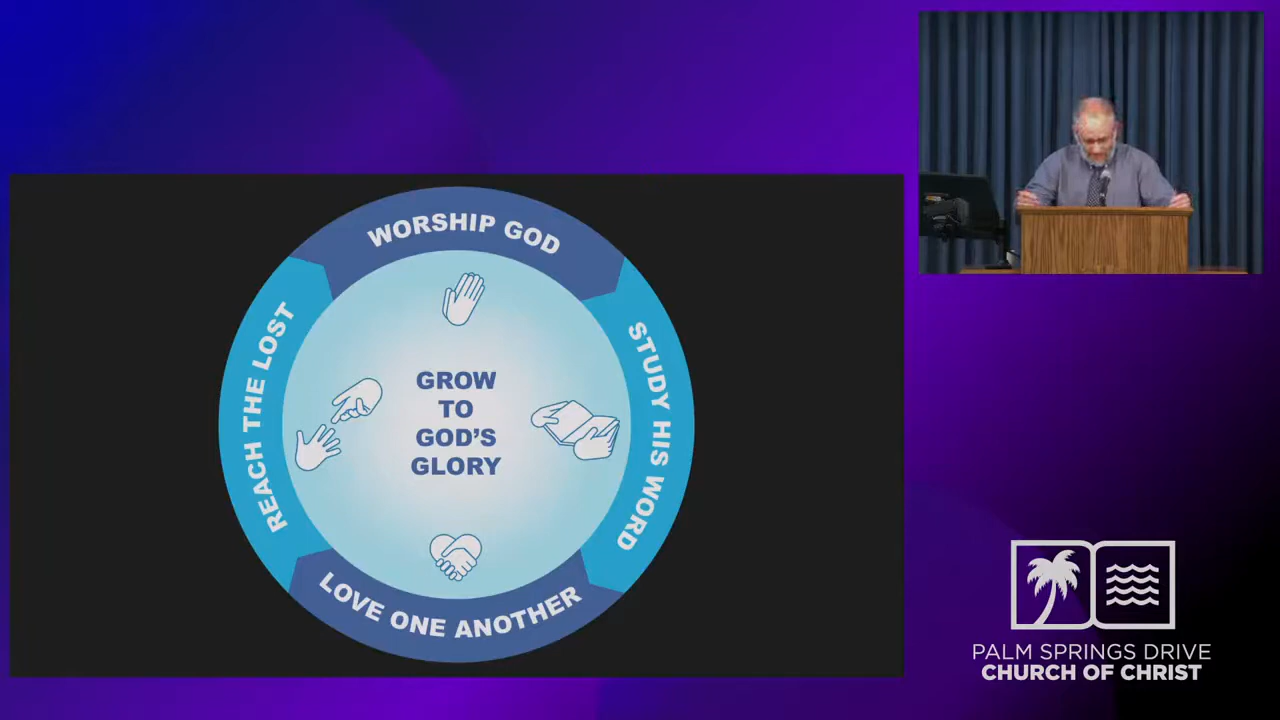 WORSHIP GOD
STUDY HIS WORD
LOVE ONE ANOTHER
REACH THE LOST
GROW
TO
GOD'S
GLORY
PALM SPRINGS DRIVE
CHURCH OF CHRIST